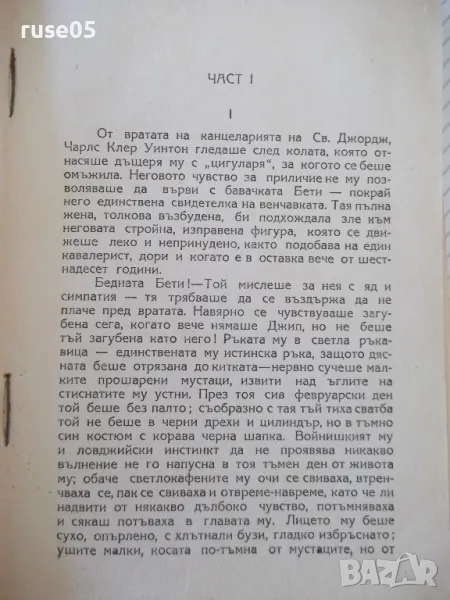 ruse05
ЧАСТ I
I
От вратата на канцеларията на Св. Джордж,
Чарлс Клер Уинтон гледаше след колата, която от-
насяше дъщеря му с „цигуларя“, за когото се беше
омъжила. Неговото чувство за приличие не му поз-
воляваше да върви с бавачката Бети — покрай
него единствена свидетелка на венчавката. Тая пълна
жена, толкова възбудена, би подхождала зле към
неговата стройна, изправена фигура, която се дви-
жеше леко и непринудено, както подобава на един
кавалерист, дори и когато е в оставка вече от шест-
надесет години.
Бедната Бети! — Той мислеше за нея с яд и
симпатия — тя трябваше да се въздържа да не
плаче пред вратата. Навярно се чувствуваше загу-
бена сега, когато вече нямаше Джип, но не беше
тъй загубена като него! Ръката му в светла ръка-
вица — единствената му истинска ръка, защото дяс-
ната беше отрязана до китката — нервно сучеше мал-
ките прошарени мустаци, извити над ъглите на
стиснатите му устни. През тоя сив февруарски ден
той беше без палто; съобразно с тая тъй тиха сватба
той не беше в черни дрехи и цилиндър, но в тъмно
син костюм с корава черна шапка. Войнишкият му
и ловджийски инстинкт да не проявява никакво
вълнение не го напусна в тоя тъмен ден от живота
му; обаче светлокафените му очи се свиваха, втрен-
чваха се, пак се свиваха и отвреме-навреме, като че ли
надвити от някакво дълбоко чувство, потъмняваха
и сякаш потъваха в главата му. Лицето му беше
сухо, опърлено, с хлътнали бузи, гладко избръснато;
ушите малки, косата по-тъмна от мустаците, но от
BAZAR.bg